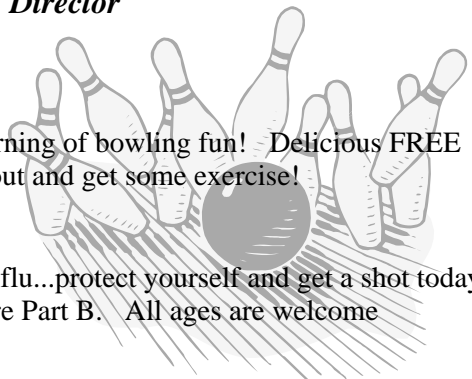 Director
rning of bowling fun!   Delicious FREE
out and get some exercise!
flu...protect yourself and get a shot today
re Part B.   All ages are welcome